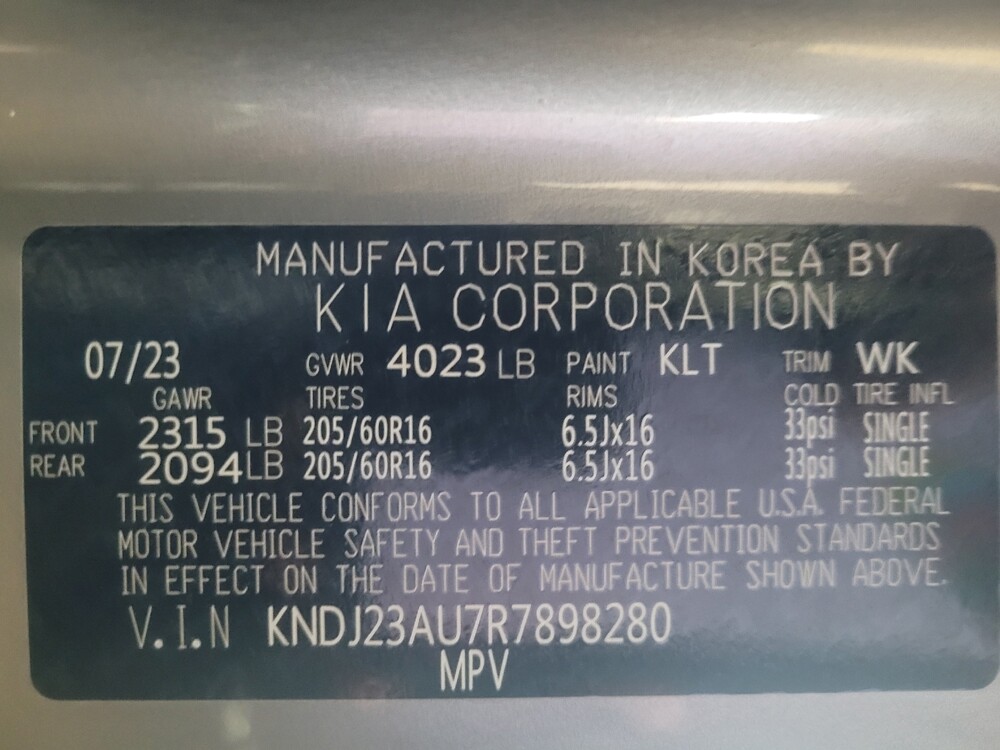 MANUFACTURED IN KOREA BY
KIA CORPORATION
07/23 GVWR 4023 LB PAINT KLT TRIM WK
GAWR TIRES RIMS COLD TIRE INFL
FRONT 2315 LB 205/60R16 6.5Jx16 33psi SINGLE
REAR 2094 LB 205/60R16 6.5Jx16 33psi SINGLE
THIS VEHICLE CONFORMS TO ALL APPLICABLE U.S.A. FEDERAL
MOTOR VEHICLE SAFETY AND THEFT PREVENTION STANDARDS
IN EFFECT ON THE DATE OF MANUFACTURE SHOWN ABOVE.
V.I.N KNDJ23AU7R7898280
MPV